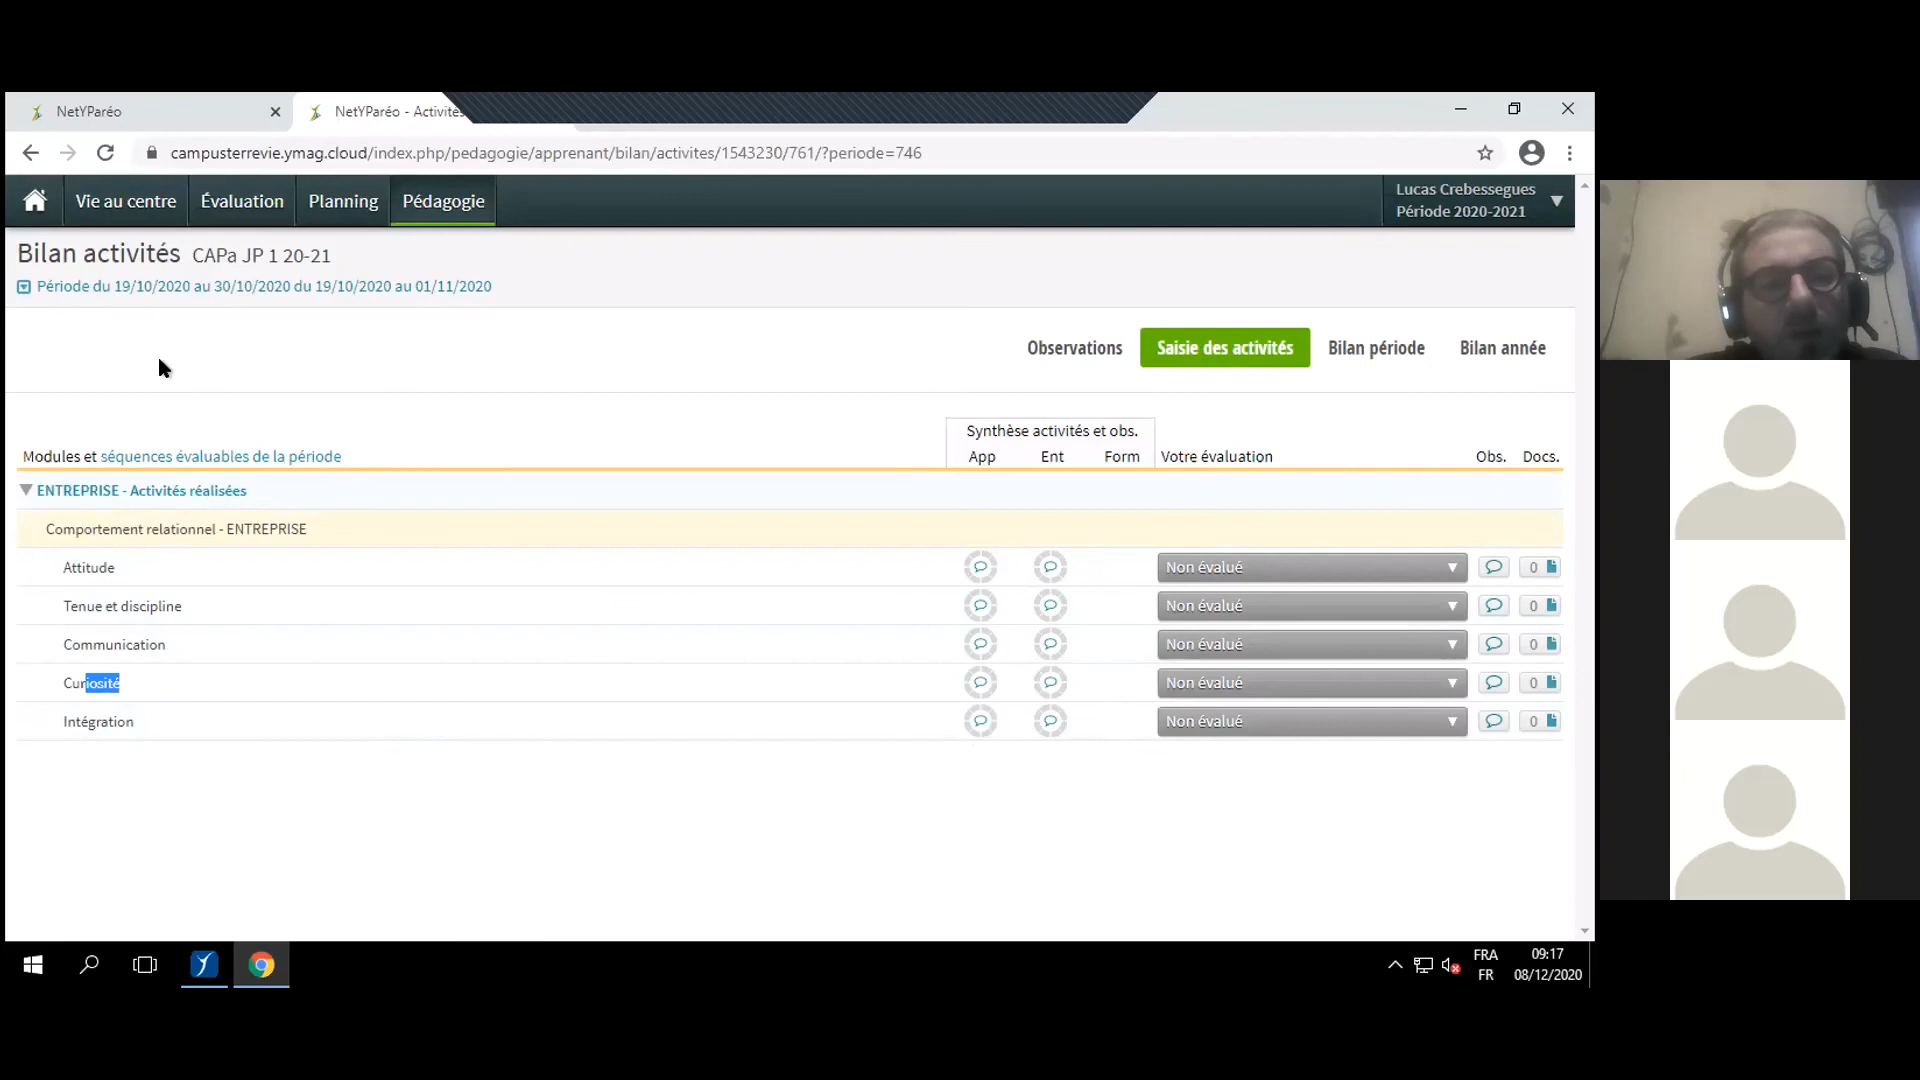 NetYParéo
NetYParéo - Activités
campusterrevie.ymag.cloud/index.php/pedagogie/apprenant/bilan/activites/1543230/761/?periode=746
Vie au centre
Évaluation
Planning
Pédagogie
Lucas Crebessegues
Période 2020-2021
Bilan activités CAPa JP 1 20-21
Période du 19/10/2020 au 30/10/2020 du 19/10/2020 au 01/11/2020
Observations
Saisie des activités
Bilan période
Bilan année
Synthèse activités et obs.
Modules et séquences évaluables de la période
App
Ent
Form
Votre évaluation
Obs.
Docs.
ENTREPRISE - Activités réalisées
Comportement relationnel - ENTREPRISE
Attitude
Non évalué
0
Tenue et discipline
Non évalué
0
Communication
Non évalué
0
Curiosité
Non évalué
0
Intégration
Non évalué
0
FRA
FR
09:17
08/12/2020